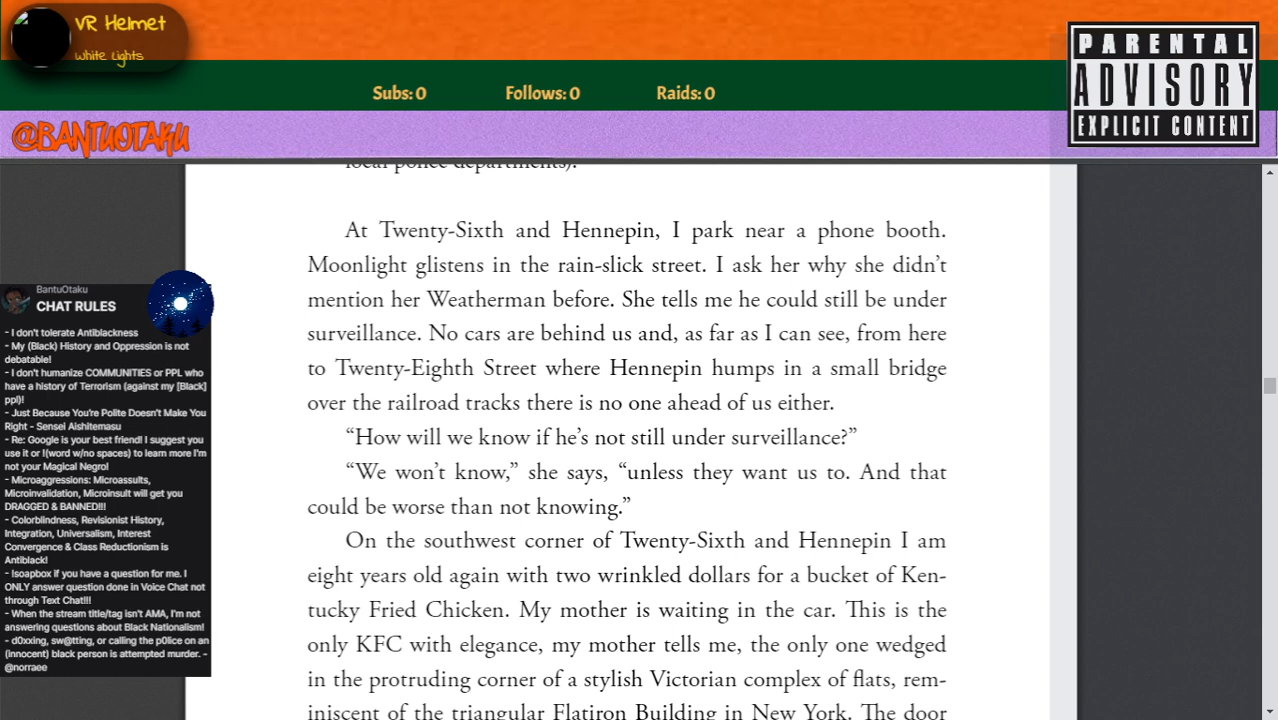 VR Helmet
White Lights
Subs: 0
Follows: 0
Raids: 0
PARENTAL
ADVISORY
EXPLICIT CONTENT
@BANTUOTAKU
local police departments).
At Twenty-Sixth and Hennepin, I park near a phone booth.
Moonlight glistens in the rain-slick street. I ask her why she didn’t
mention her Weatherman before. She tells me he could still be under
surveillance. No cars are behind us and, as far as I can see, from here
to Twenty-Eighth Street where Hennepin humps in a small bridge
over the railroad tracks there is no one ahead of us either.
“How will we know if he’s not still under surveillance?”
“We won’t know,” she says, “unless they want us to. And that
could be worse than not knowing.”
On the southwest corner of Twenty-Sixth and Hennepin I am
eight years old again with two wrinkled dollars for a bucket of Ken-
tucky Fried Chicken. My mother is waiting in the car. This is the
only KFC with elegance, my mother tells me, the only one wedged
in the protruding corner of a stylish Victorian complex of flats, rem-
iniscent of the triangular Flatiron Building in New York. The door
BantuOtaku
CHAT RULES
- I don't tolerate Antiblackness
- My (Black) History and Oppression is not
debatable!
- I don't humanize COMMUNITIES or PPL who
have a history of Terrorism (against my [Black]
ppl)!
- Just Because You're Polite Doesn't Make You
Right - Sensei Aishitemasu
- Re: Google is your best friend! I suggest you
use it or !(word w/no spaces) to learn more I'm
not your Magical Negro!
- Microaggressions: Microassults,
Microinvalidation, Microinsult will get you
DRAGGED & BANNED!!!
- Colorblindness, Revisionist History,
Integration, Universalism, Interest
Convergence & Class Reductionism is
Antiblack!
- !soapbox if you have a question for me. I
ONLY answer question done in Voice Chat not
through Text Chat!!!
- When the stream title/tag isn't AMA, I'm not
answering questions about Black Nationalism!
- d0xxing, sw@tting, or calling the p0lice on an
(innocent) black person is attempted murder. -
@norraee